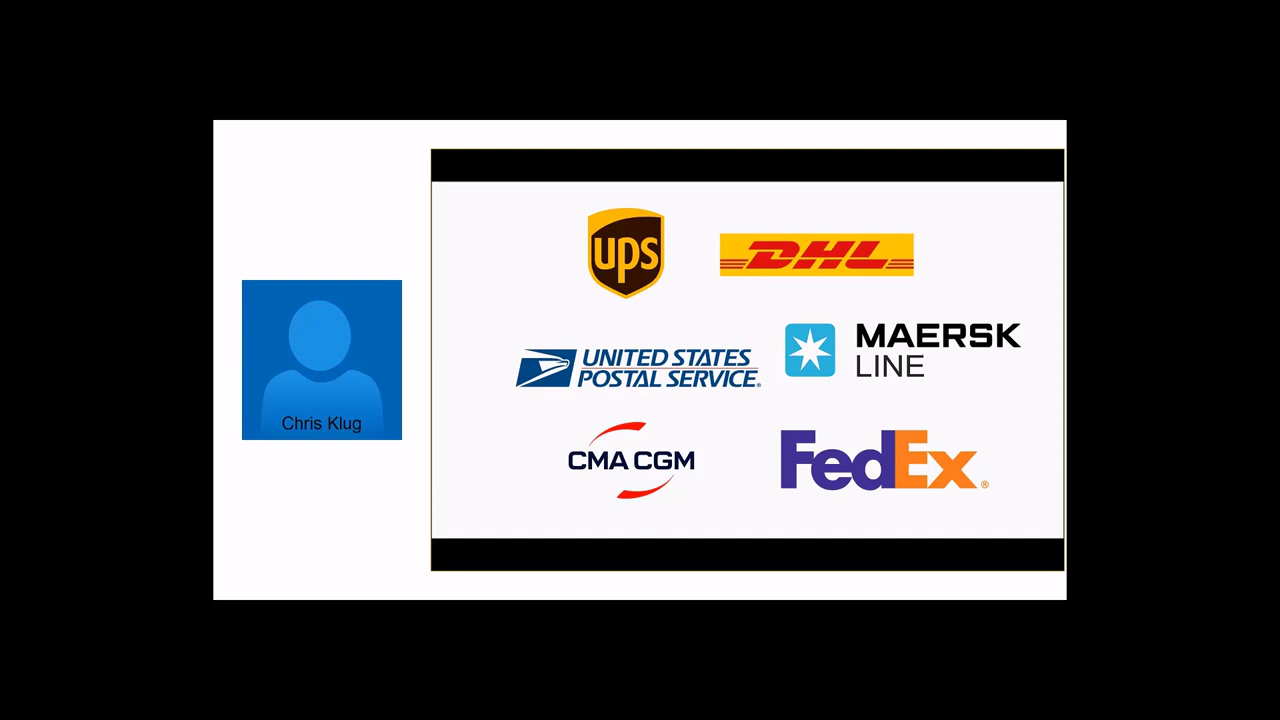 Chris Klug
ups
DHL
UNITED STATES
POSTAL SERVICE®
MAERSK
LINE
CMA CGM
FedEx®